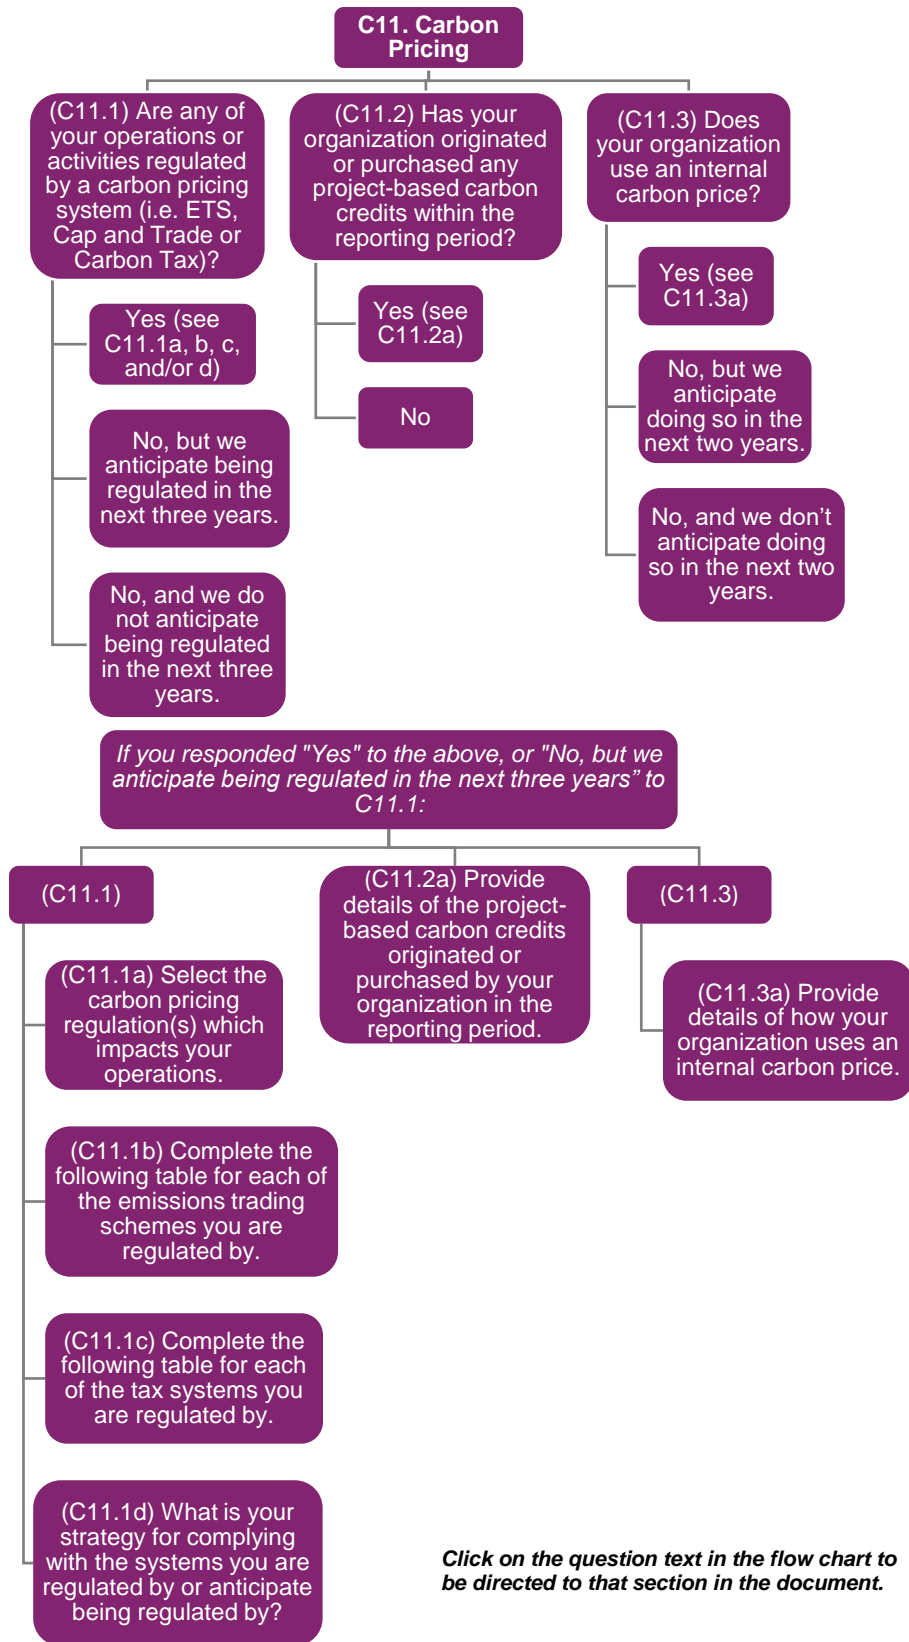 C11. Carbon
Pricing
(C11.1) Are any of
your operations or
activities regulated
by a carbon pricing
system (i.e. ETS,
Cap and Trade or
Carbon Tax)?
Yes (see
C11.1a, b, c,
and/or d)
No, but we
anticipate being
regulated in the
next three years.
No, and we do
not anticipate
being regulated
in the next three
years.
(C11.2) Has your
organization originated
or purchased any
project-based carbon
credits within the
reporting period?
Yes (see
C11.2a)
No
(C11.3) Does
your organization
use an internal
carbon price?
Yes (see
C11.3a)
No, but we
anticipate
doing so in the
next two years.
No, and we don’t
anticipate doing
so in the next two
years.
If you responded "Yes" to the above, or "No, but we
anticipate being regulated in the next three years” to
C11.1:
(C11.1)
(C11.1a) Select the
carbon pricing
regulation(s) which
impacts your
operations.
(C11.1b) Complete the
following table for each of
the emissions trading
schemes you are
regulated by.
(C11.1c) Complete the
following table for each
of the tax systems you
are regulated by.
(C11.1d) What is your
strategy for complying
with the systems you are
regulated by or anticipate
being regulated by?
(C11.2a) Provide
details of the project-
based carbon credits
originated or
purchased by your
organization in the
reporting period.
(C11.3)
(C11.3a) Provide
details of how your
organization uses an
internal carbon price.
Click on the question text in the flow chart to
be directed to that section in the document.